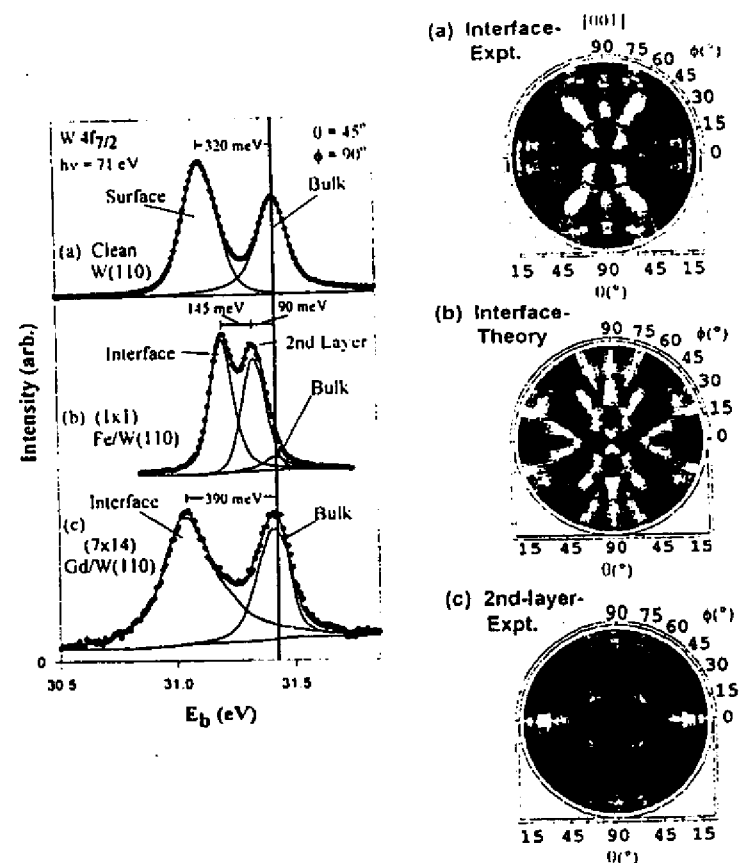 W 4f7/2
hν = 71 eV
320 meV
θ = 45°
φ = 90°
Surface
Bulk
(a) Clean
W(110)
145 meV
90 meV
Interface
2nd Layer
Bulk
(b) (1x1)
Fe/W(110)
Interface
390 meV
Bulk
(c)
(7x14)
Gd/W(110)
Intensity (arb.)
0
30.5
31.0
31.5
Eb (eV)
(a) Interface-
Expt.
[001]
90 75 60 φ(°)
45
30
15
0
15 45 90 45 15
θ(°)
(b) Interface-
Theory
90 75 60 φ(°)
45
30
15
0
15 45 90 45 15
θ(°)
(c) 2nd-layer-
Expt.
90 75 60 φ(°)
45
30
15
0
15 45 90 45 15
θ(°)